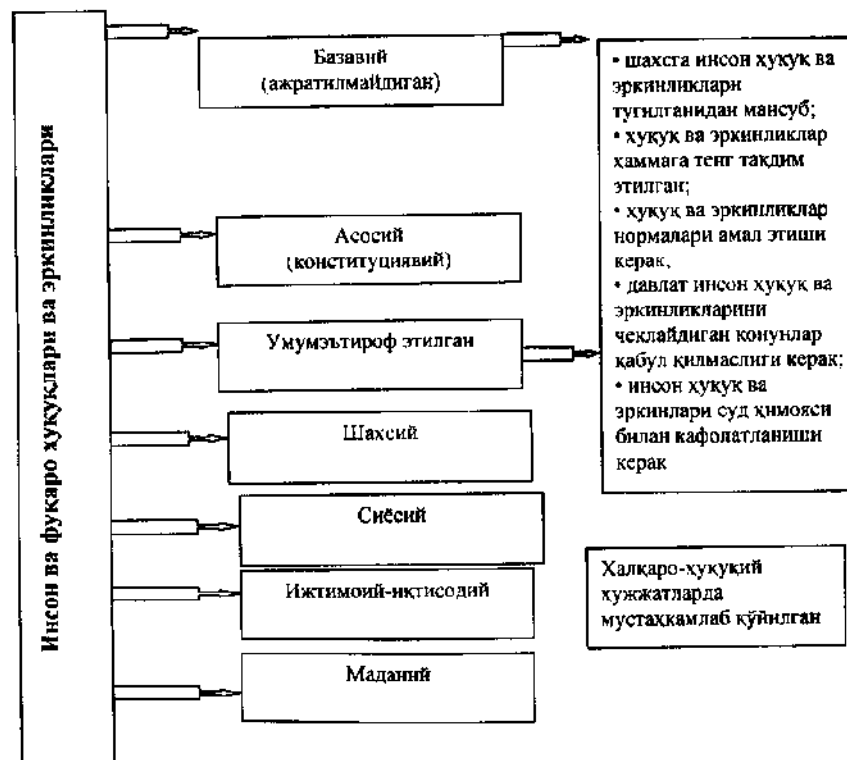 Инсон ва фуқаро ҳуқуқлари ва эркинликлари
Базавий
(ажратилмайдиган)
Асосий
(конституциявий)
Умумэътироф этилган
Шахсий
Сиёсий
Ижтимоий-иқтисодий
Маданий
• шахсга инсон ҳуқуқ ва
эркинликлари
туғилганидан мансуб;
• ҳуқуқ ва эркинликлар
ҳаммага тенг тақдим
этилган;
• ҳуқуқ ва эркинликлар
нормалари амал этиши
керак,
• давлат инсон ҳуқуқ ва
эркинликларини
чеклайдиган конунлар
қабул қилмаслиги керак;
• инсон ҳуқуқ ва
эркинлари суд ҳимояси
билан кафолатланиши
керак
Халқаро-ҳуқуқий
ҳужжатларда
мустаҳкамлаб қўйилган